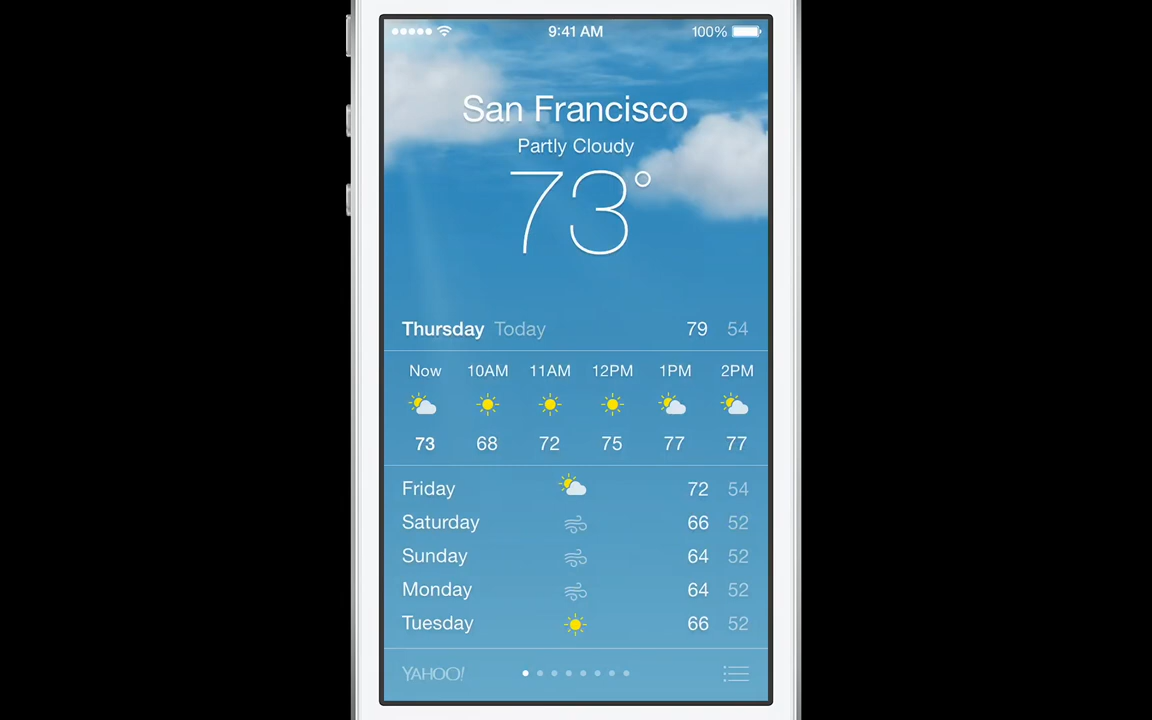 9:41 AM 100%
San Francisco
Partly Cloudy
73°
Thursday Today 79 54
Now 10AM 11AM 12PM 1PM 2PM
73 68 72 75 77 77
Friday 72 54
Saturday 66 52
Sunday 64 52
Monday 64 52
Tuesday 66 52
YAHOO!